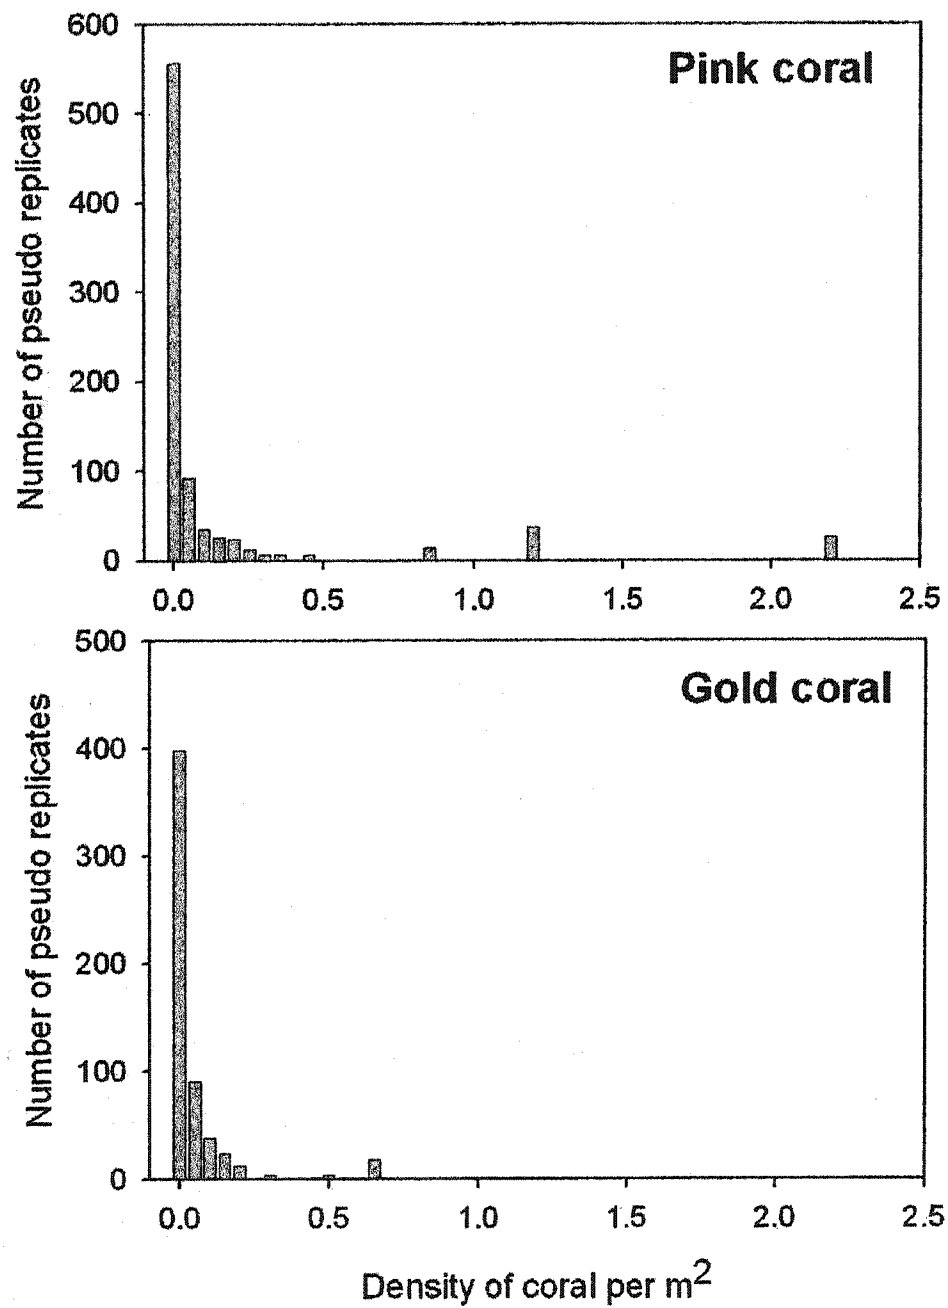 Pink coral
Number of pseudo replicates
600
500
400
300
200
100
0
0.0 0.5 1.0 1.5 2.0 2.5
Gold coral
Number of pseudo replicates
500
400
300
200
100
0
0.0 0.5 1.0 1.5 2.0 2.5
Density of coral per m²